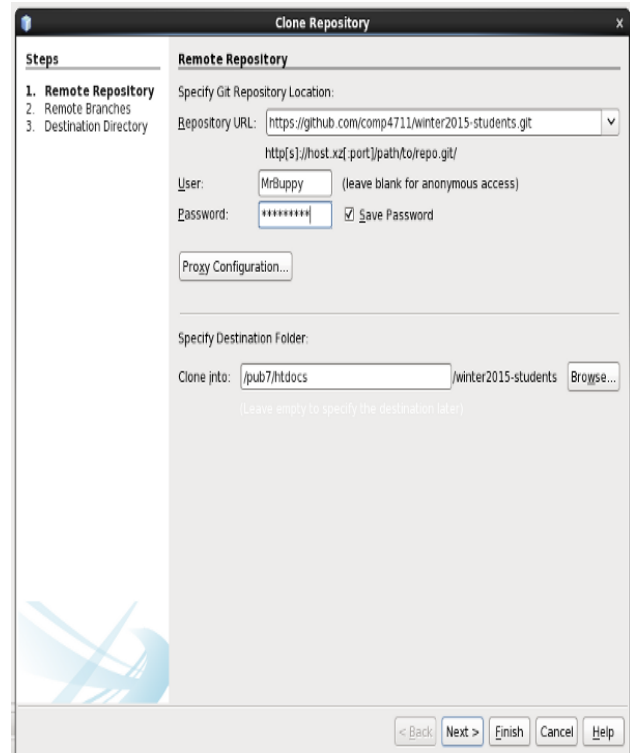 Clone Repository x
Steps
1. Remote Repository
2. Remote Branches
3. Destination Directory
Remote Repository
Specify Git Repository Location:
Repository URL: https://github.com/comp4711/winter2015-students.git
http[s]://host.xz[:port]/path/to/repo.git/
User: MrBuppy (leave blank for anonymous access)
Password: ********* Save Password
Proxy Configuration...
Specify Destination Folder:
Clone into: /pub7/htdocs /winter2015-students Browse...
(Leave empty to specify the destination later)
< Back Next > Finish Cancel Help